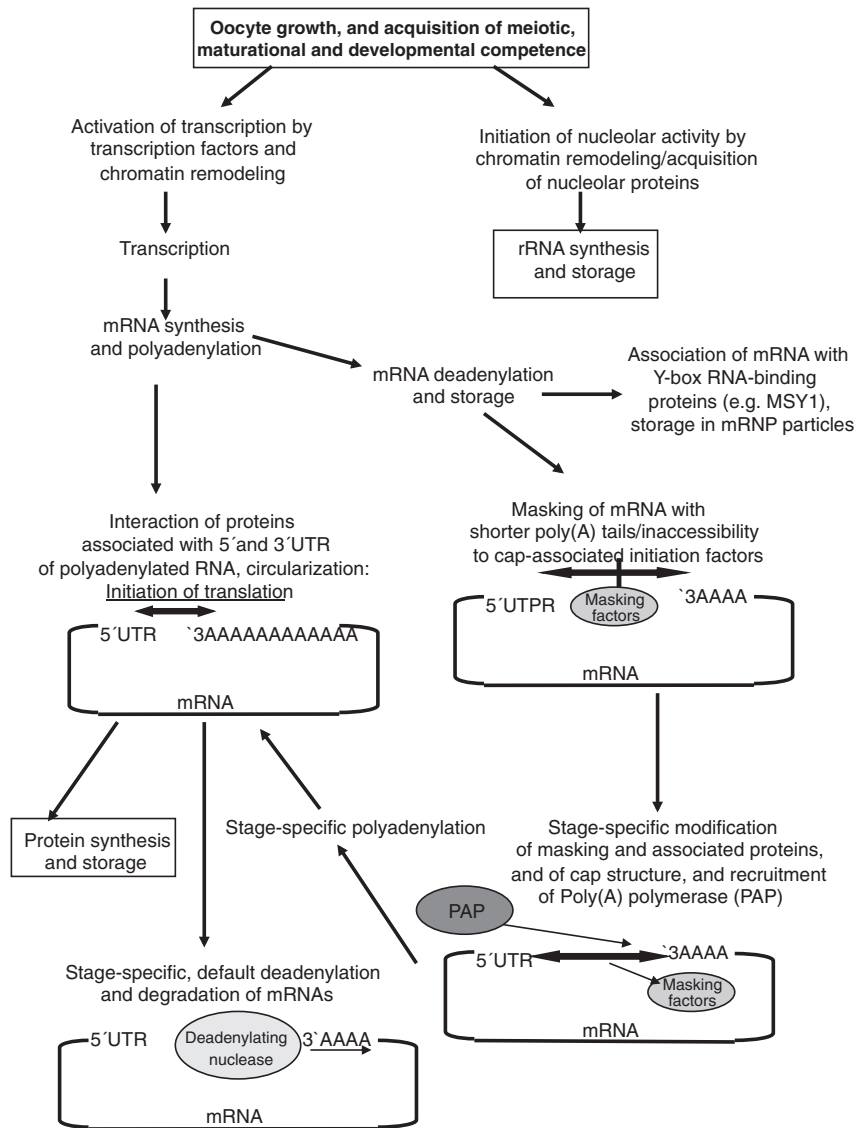 Oocyte growth, and acquisition of meiotic,
maturational and developmental competence
Activation of transcription by
transcription factors and
chromatin remodeling
Initiation of nucleolar activity by
chromatin remodeling/acquisition
of nucleolar proteins
Transcription
rRNA synthesis
and storage
mRNA synthesis
and polyadenylation
mRNA deadenylation
and storage
Association of mRNA with
Y-box RNA-binding
proteins (e.g. MSY1),
storage in mRNP particles
Interaction of proteins
associated with 5´and 3´UTR
of polyadenylated RNA, circularization:
Initiation of translation
5´UTR `3AAAAAAAAAAAA
mRNA
Masking of mRNA with
shorter poly(A) tails/inaccessibility
to cap-associated initiation factors
5´UTPR Masking factors `3AAAA
mRNA
Protein synthesis
and storage
Stage-specific polyadenylation
Stage-specific modification
of masking and associated proteins,
and of cap structure, and recruitment
of Poly(A) polymerase (PAP)
PAP
5´UTR `3AAAA
Masking
factors
mRNA
Stage-specific, default deadenylation
and degradation of mRNAs
5´UTR Deadenylating nuclease 3`AAAA
mRNA